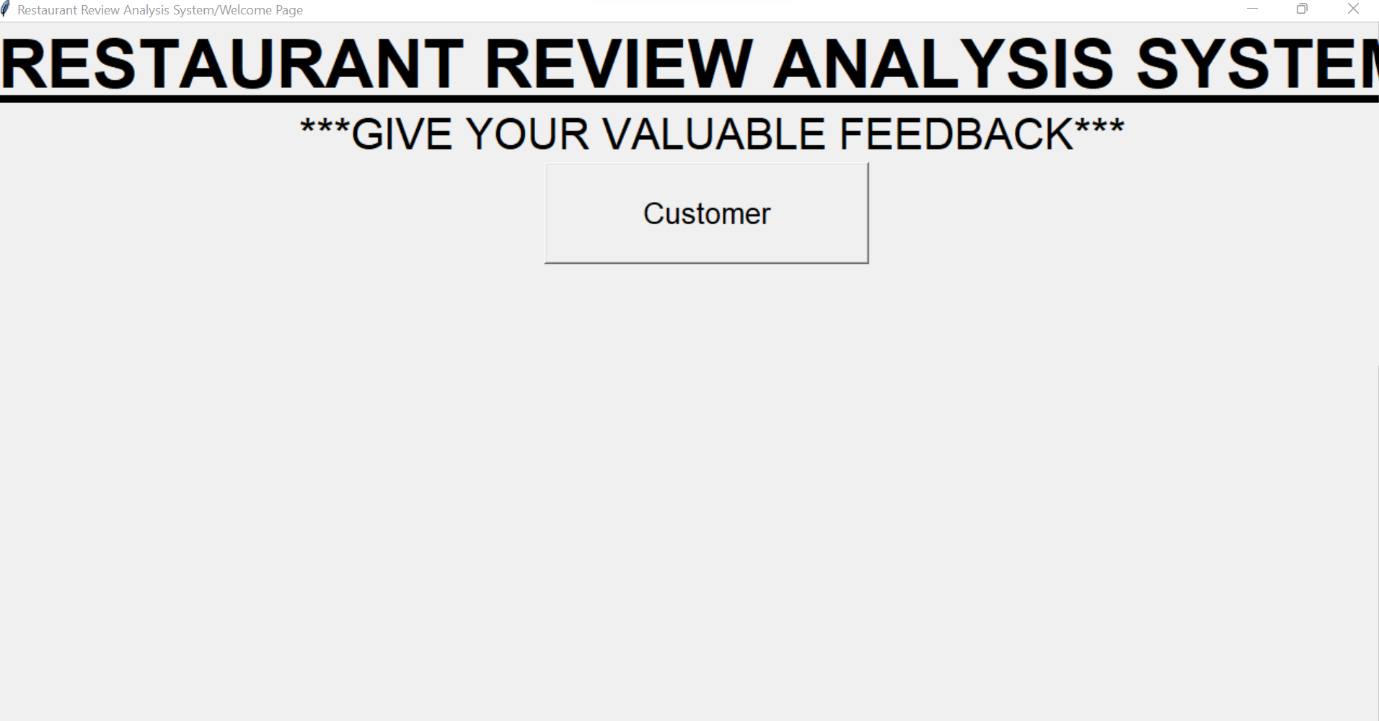 Restaurant Review Analysis System/Welcome Page
RESTAURANT REVIEW ANALYSIS SYSTEM
***GIVE YOUR VALUABLE FEEDBACK***
Customer